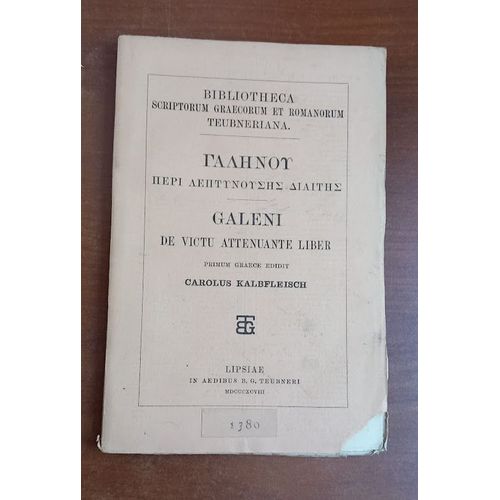 BIBLIOTHECA
SCRIPTORUM GRAECORUM ET ROMANORUM
TEUBNERIANA.
ΓΑΛΗΝΟΥ
ΠΕΡΙ ΛΕΠΤΥΝΟΥΣΗΣ ΔΙΑΙΤΗΣ
GALENI
DE VICTU ATTENUANTE LIBER
PRIMUM GRAECE EDIDIT
CAROLUS KALBFLEISCH
BTG
LIPSIAE
IN AEDIBUS B. G. TEUBNERI
MDCCCXCVIII
1380